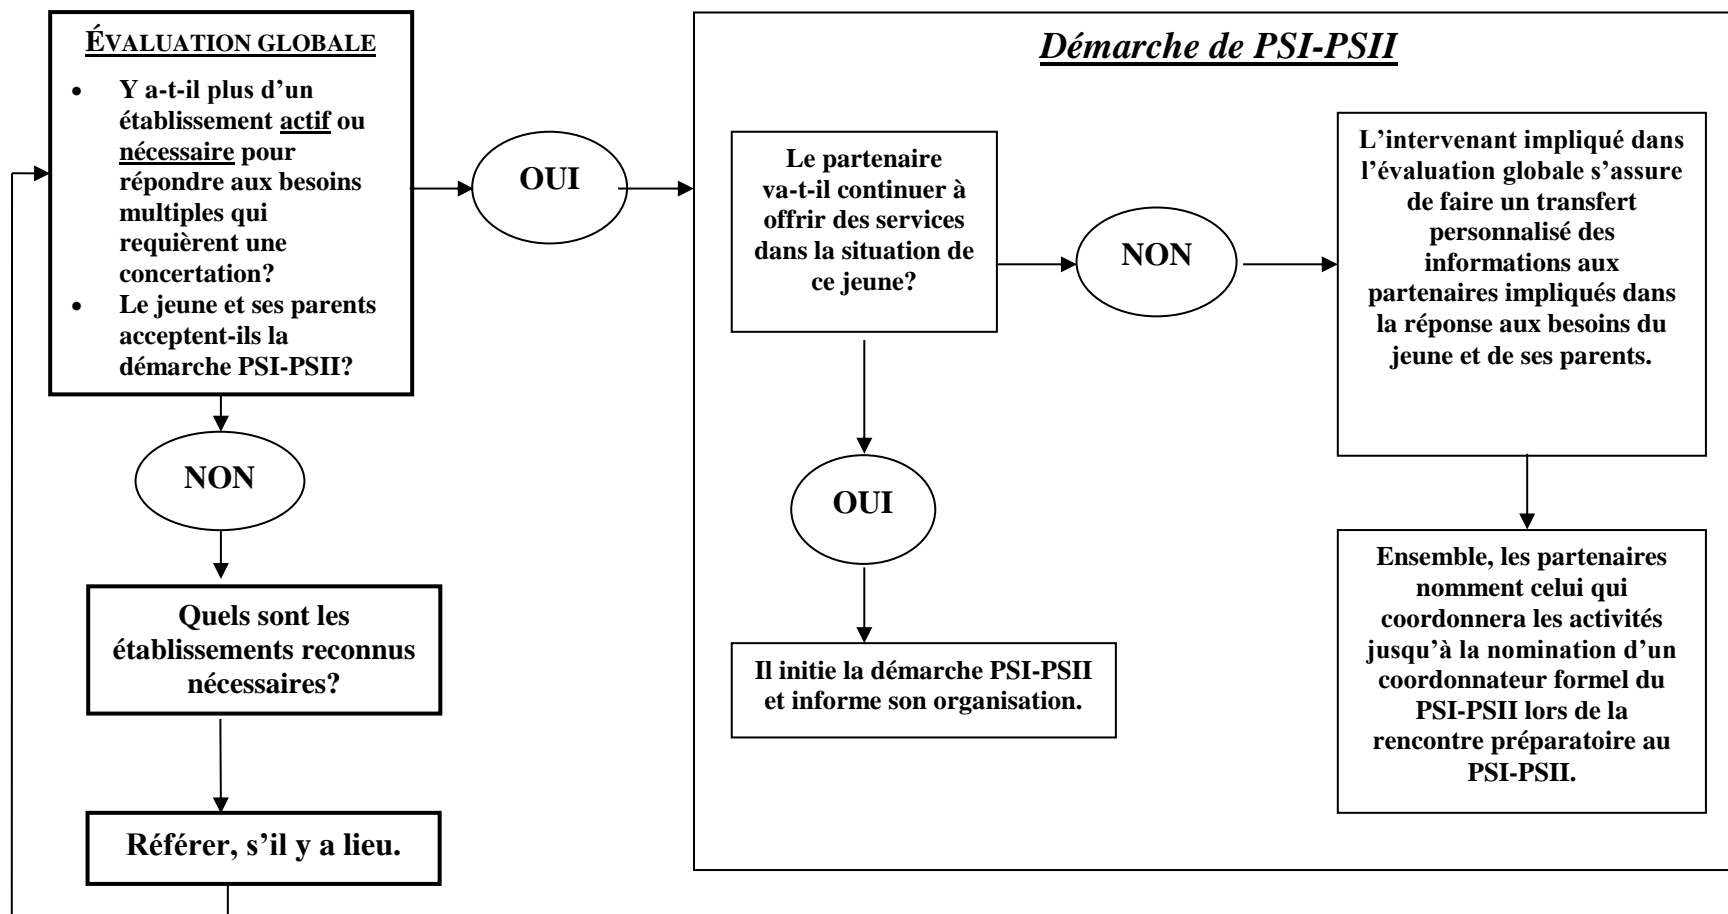 ÉVALUATION GLOBALE
• Y a-t-il plus d’un
établissement actif ou
nécessaire pour
répondre aux besoins
multiples qui
requièrent une
concertation?
• Le jeune et ses parents
acceptent-ils la
démarche PSI-PSII?
OUI
NON
Quels sont les
établissements reconnus
nécessaires?
Référer, s’il y a lieu.
Démarche de PSI-PSII
Le partenaire
va-t-il continuer à
offrir des services
dans la situation de
ce jeune?
NON
OUI
Il initie la démarche PSI-PSII
et informe son organisation.
L’intervenant impliqué dans
l’évaluation globale s’assure
de faire un transfert
personnalisé des
informations aux
partenaires impliqués dans
la réponse aux besoins du
jeune et de ses parents.
Ensemble, les partenaires
nomment celui qui
coordonnera les activités
jusqu’à la nomination d’un
coordonnateur formel du
PSI-PSII lors de la
rencontre préparatoire au
PSI-PSII.